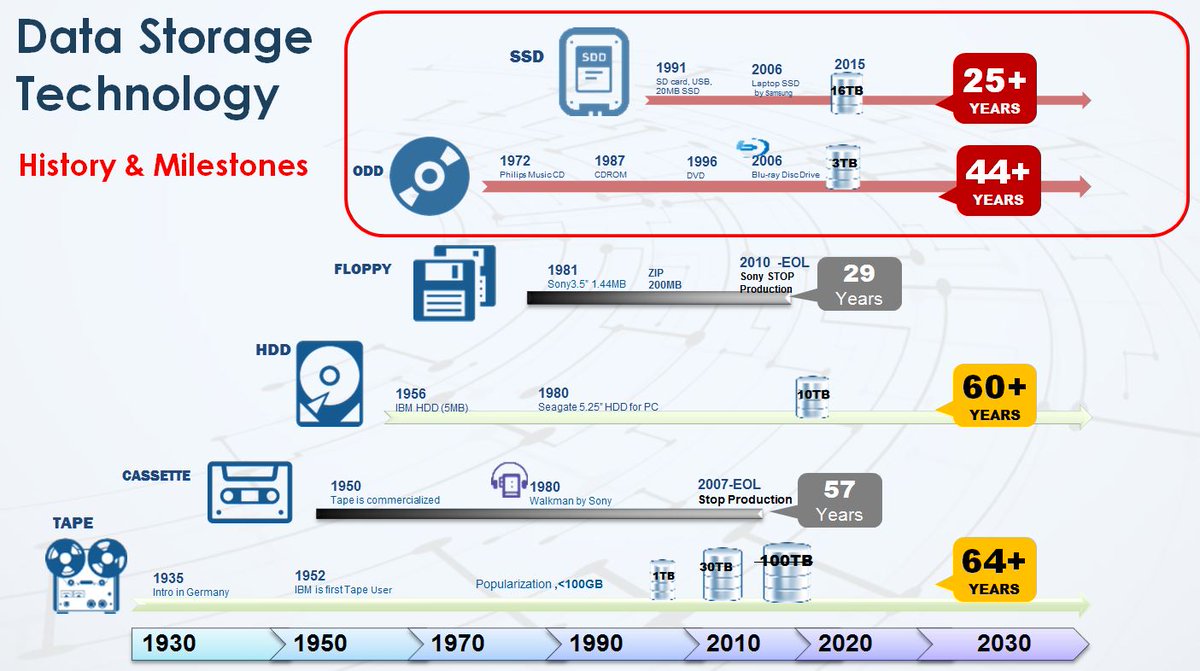 Data Storage
Technology
History & Milestones
SSD
SDD
1991
SD card, USB,
20MB SSD
2006
Laptop SSD
by Samsung
2015
16TB
25+
YEARS
ODD
1972
Philips Music CD
1987
CDROM
1996
DVD
2006
Blu-ray Disc Drive
3TB
44+
YEARS
FLOPPY
1981
Sony3.5" 1.44MB
ZIP
200MB
2010 -EOL
Sony STOP
Production
29
Years
HDD
1956
IBM HDD (5MB)
1980
Seagate 5.25" HDD for PC
10TB
60+
YEARS
CASSETTE
1950
Tape is commercialized
1980
Walkman by Sony
2007-EOL
Stop Production
57
Years
TAPE
1935
Intro in Germany
1952
IBM is first Tape User
Popularization ,<100GB
1TB
30TB
100TB
64+
YEARS
1930
1950
1970
1990
2010
2020
2030